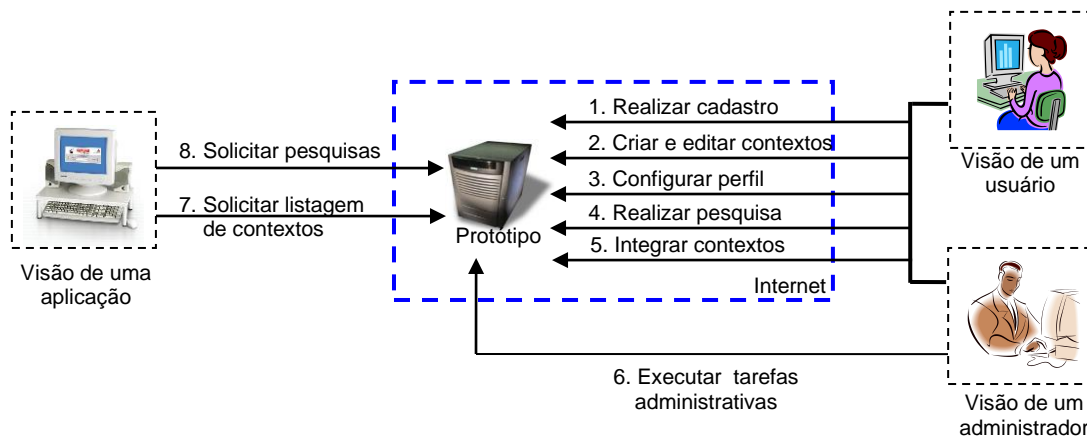 1. Realizar cadastro
2. Criar e editar contextos
3. Configurar perfil
4. Realizar pesquisa
5. Integrar contextos
Internet
Protótipo
8. Solicitar pesquisas
7. Solicitar listagem
de contextos
Visão de uma
aplicação
Visão de um
usuário
6. Executar tarefas
administrativas
Visão de um
administrador